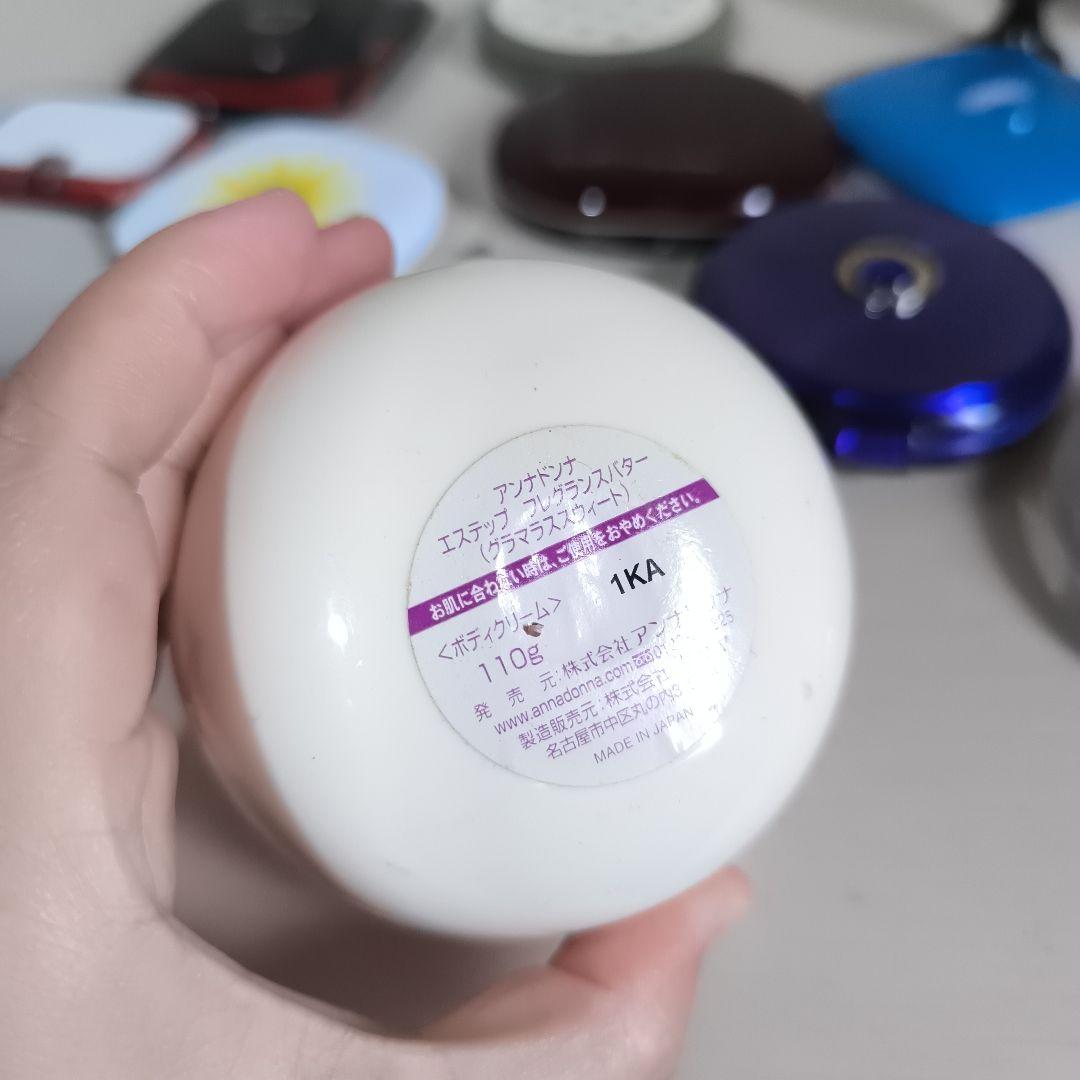 アンナドンナ
エステップ フレグランスバター
(グラマラススウィート)
お肌に合わない時は、ご使用をおやめください。
1KA
<ボディクリーム>
110g
発 売 元:株式会社アンナドンナ
www.annadonna.com
製造販売元:株式会社
名古屋市中区丸の内3
MADE IN JAPAN